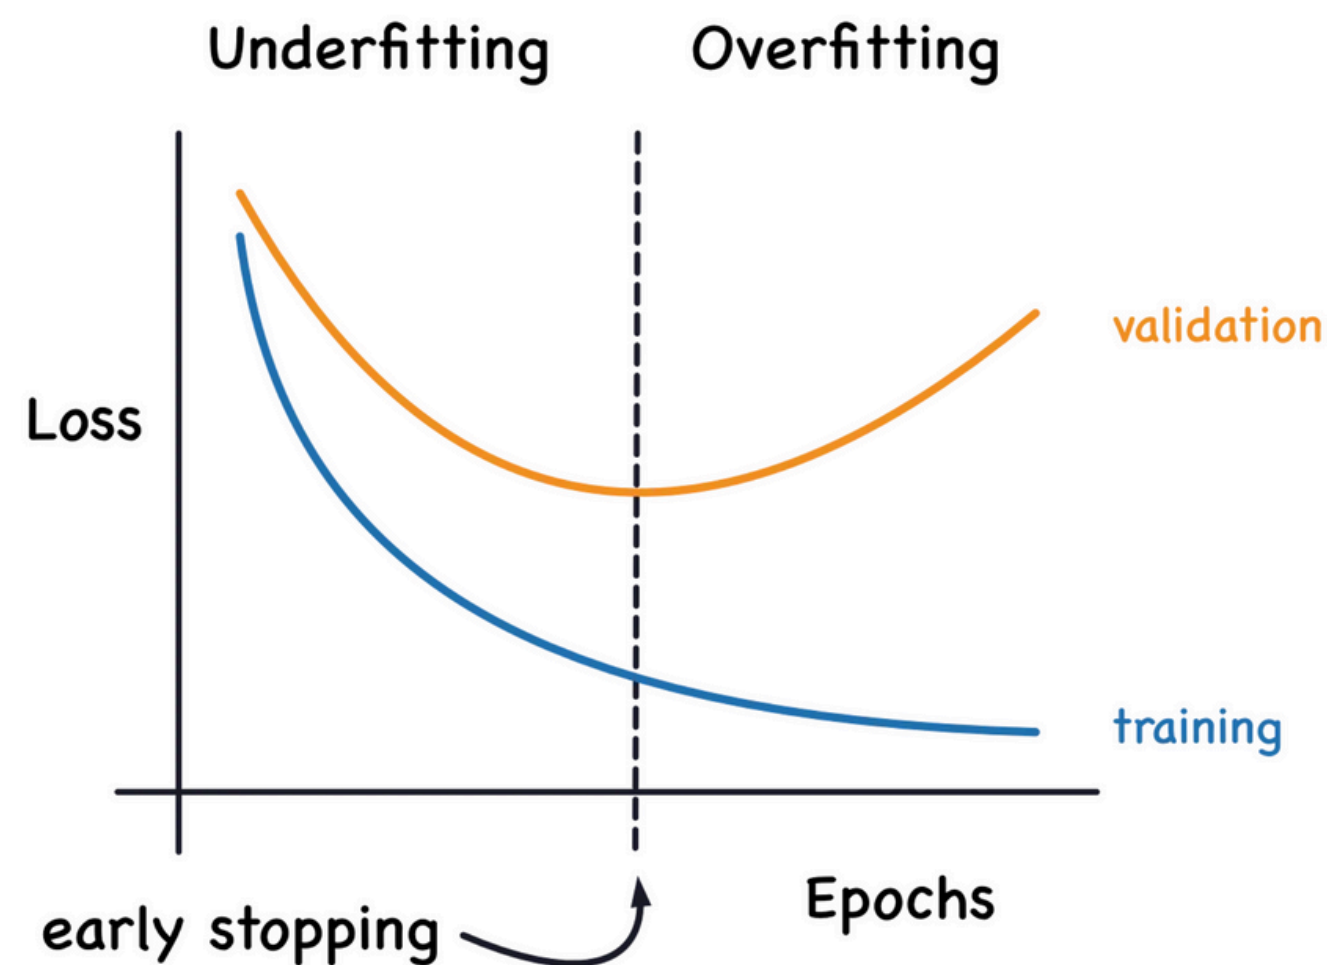 Underfitting
Overfitting
Loss
validation
training
Epochs
early stopping